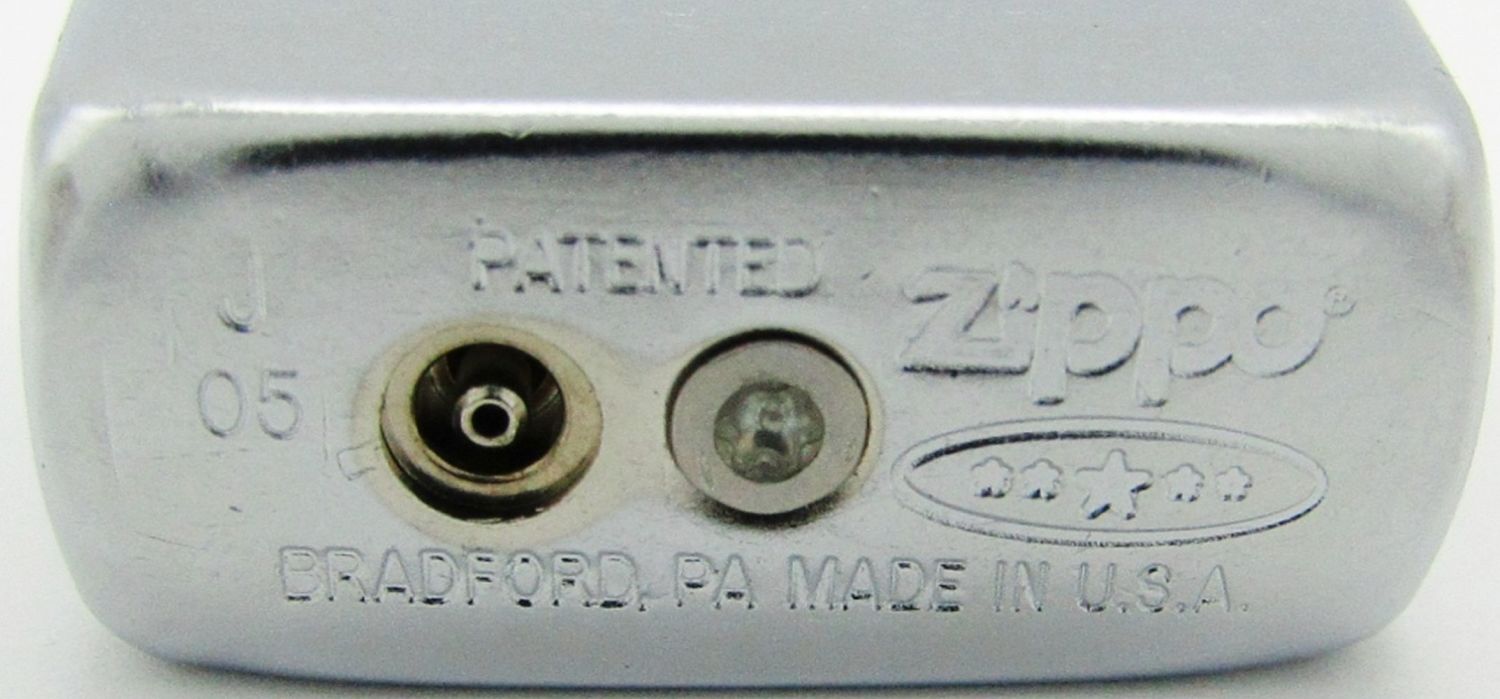 PATENTED
J
05
Zippo®
BRADFORD, PA MADE IN U.S.A.